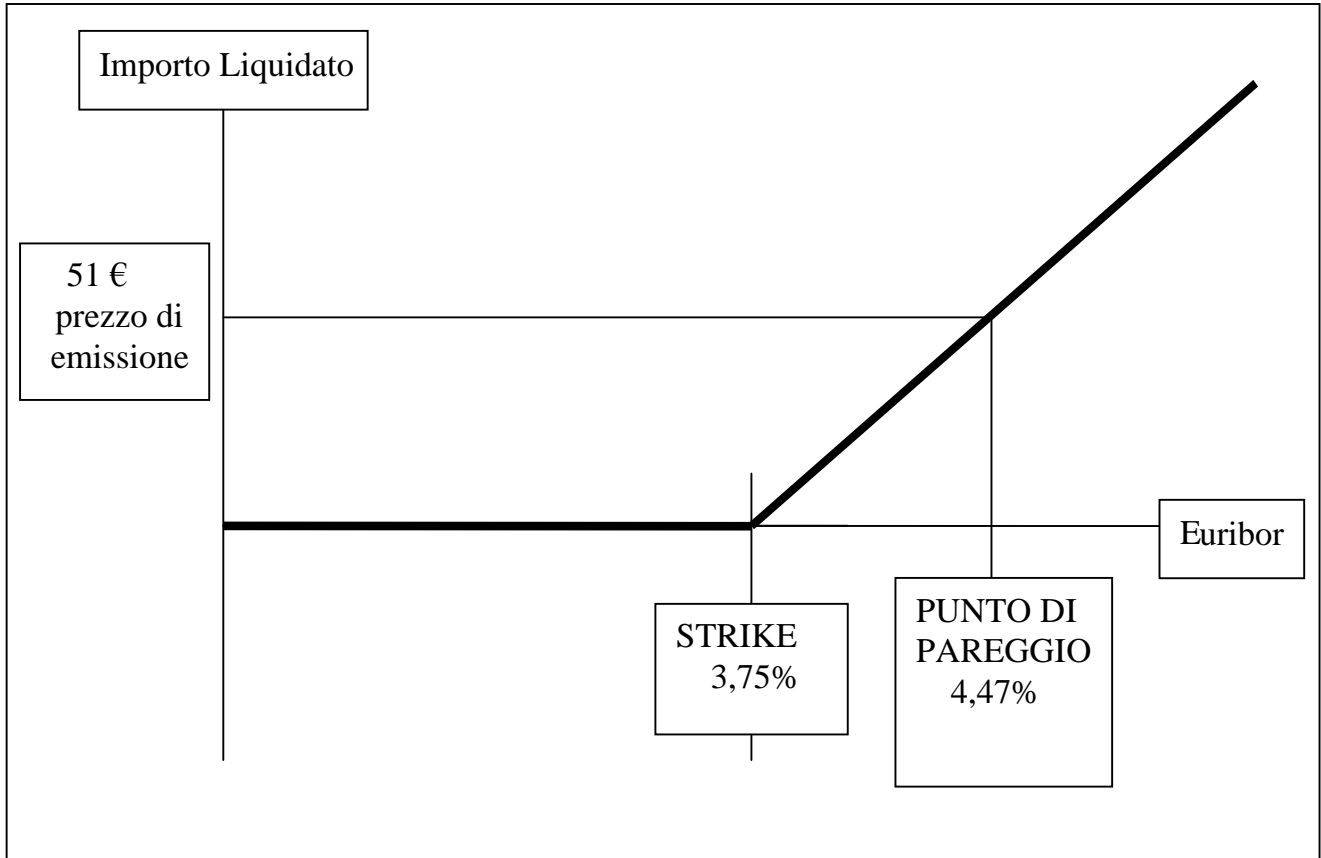 Importo Liquidato
51 €
prezzo di
emissione
Euribor
STRIKE
3,75%
PUNTO DI
PAREGGIO
4,47%